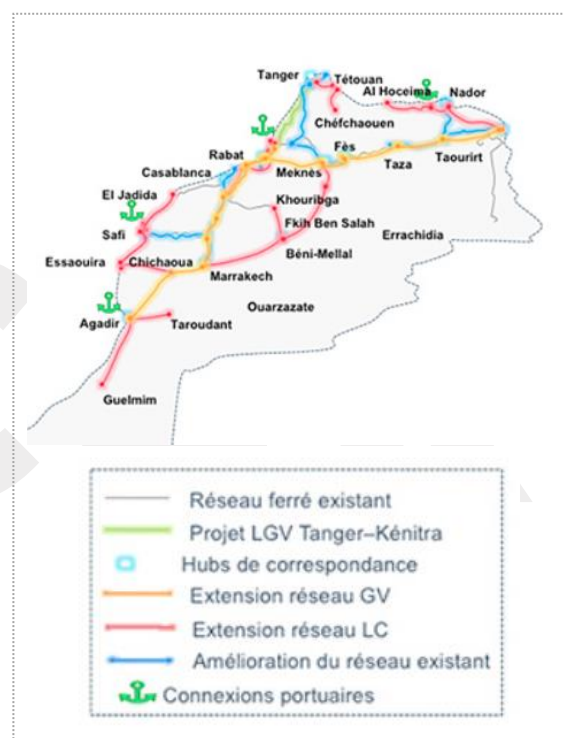 Tanger
Tétouan
Al Hoceima
Nador
Chéfchaouen
Rabat
Fès
Casablanca
Meknès
Taza
Taourirt
El Jadida
Khouribga
Safi
Fkih Ben Salah
Errachidia
Essaouira
Chichaoua
Béni-Mellal
Marrakech
Ouarzazate
Agadir
Taroudant
Guelmim
Réseau ferré existant
Projet LGV Tanger–Kénitra
Hubs de correspondance
Extension réseau GV
Extension réseau LC
Amélioration du réseau existant
Connexions portuaires